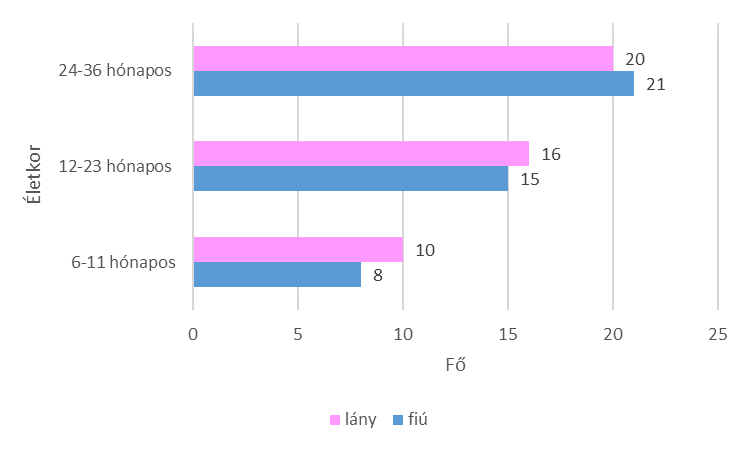 24-36 hónapos
20
21
Életkor
12-23 hónapos
16
15
6-11 hónapos
10
8
0 5 10 15 20 25
Fő
lány fiú